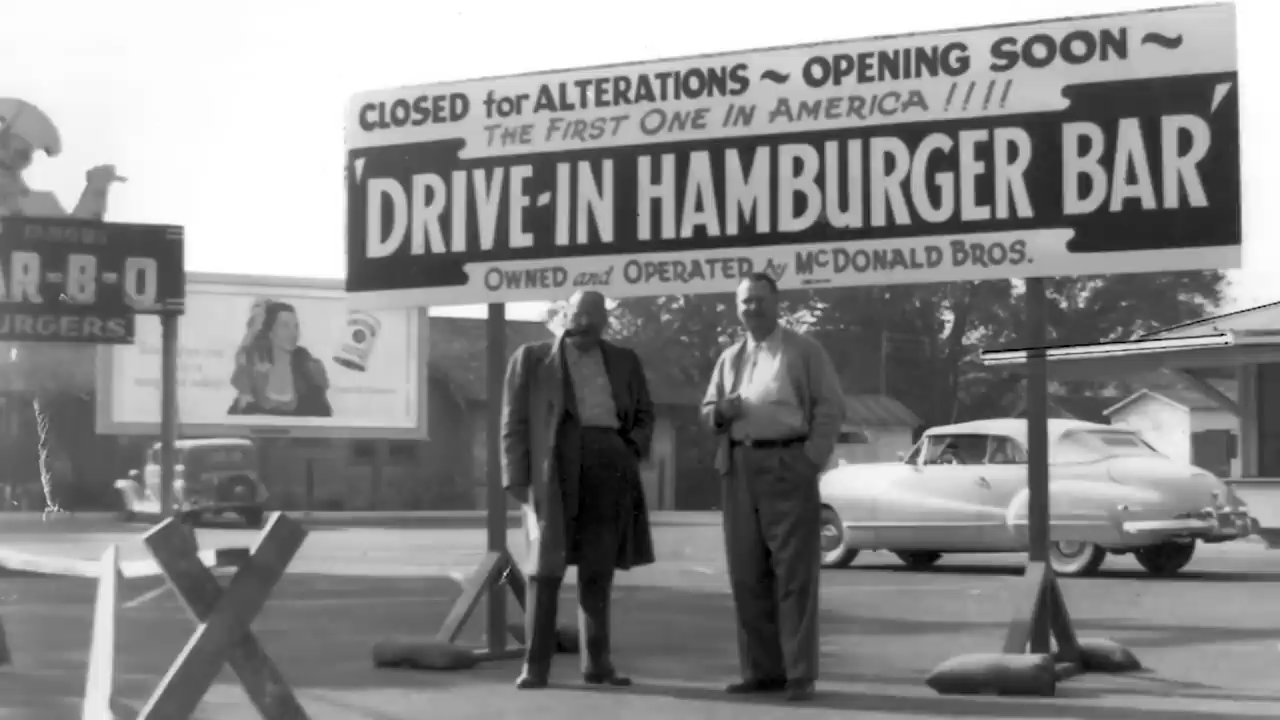 CLOSED for ALTERATIONS ~ OPENING SOON ~
THE FIRST ONE IN AMERICA !!!!
'DRIVE-IN HAMBURGER BAR'
OWNED and OPERATED by McDONALD BROS.
AR-B-Q
URGERS